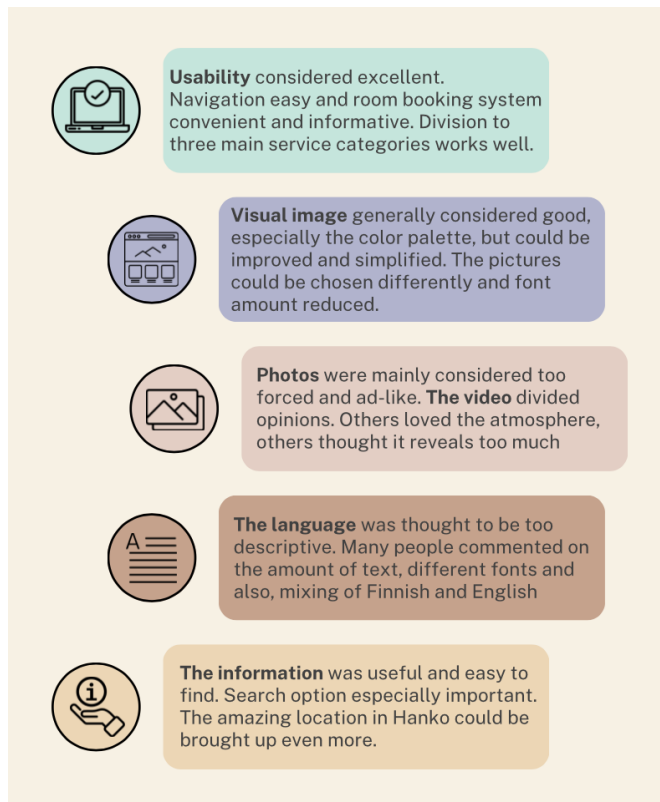 Usability considered excellent.
Navigation easy and room booking system
convenient and informative. Division to
three main service categories works well.
Visual image generally considered good,
especially the color palette, but could be
improved and simplified. The pictures
could be chosen differently and font
amount reduced.
Photos were mainly considered too
forced and ad-like. The video divided
opinions. Others loved the atmosphere,
others thought it reveals too much
A
The language was thought to be too
descriptive. Many people commented on
the amount of text, different fonts and
also, mixing of Finnish and English
i
The information was useful and easy to
find. Search option especially important.
The amazing location in Hanko could be
brought up even more.